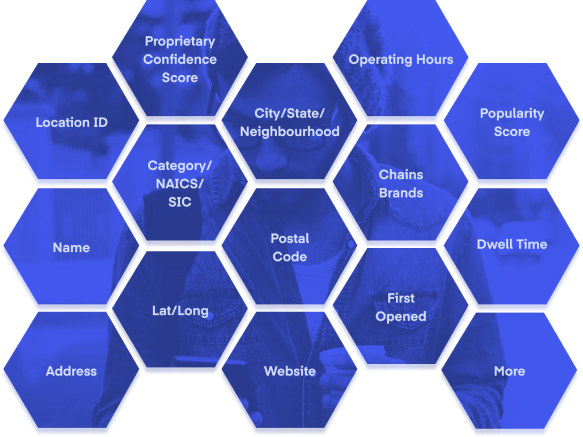 Proprietary
Confidence
Score
Operating Hours
Location ID
City/State/
Neighbourhood
Popularity
Score
Category/
NAICS/
SIC
Chains
Brands
Name
Postal
Code
Dwell Time
Lat/Long
First
Opened
Address
Website
More